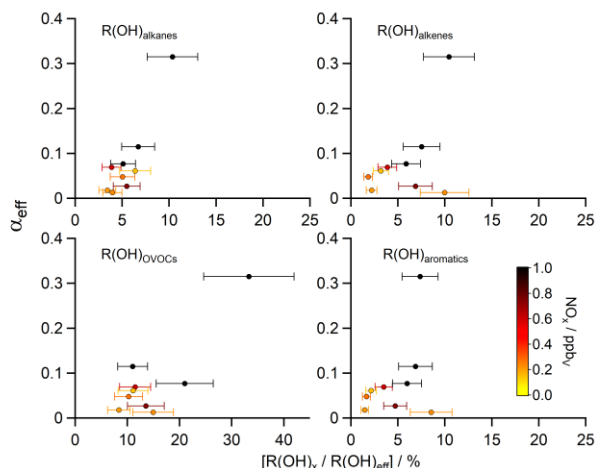 R(OH)alkanes
R(OH)alkenes
0.4
0.3
0.2
0.1
0
0 5 10 15 20 25
0.4
0.3
0.2
0.1
0
0 5 10 15 20 25
αeff
R(OH)OVOCs
R(OH)aromatics
0.4
0.3
0.2
0.1
0
0 10 20 30 40
0.4
0.3
0.2
0.1
0
0 5 10 15 20 25
1.0
0.8
0.6
0.4
0.2
0.0
NOx / ppbv
[R(OH)x / R(OH)eff] / %